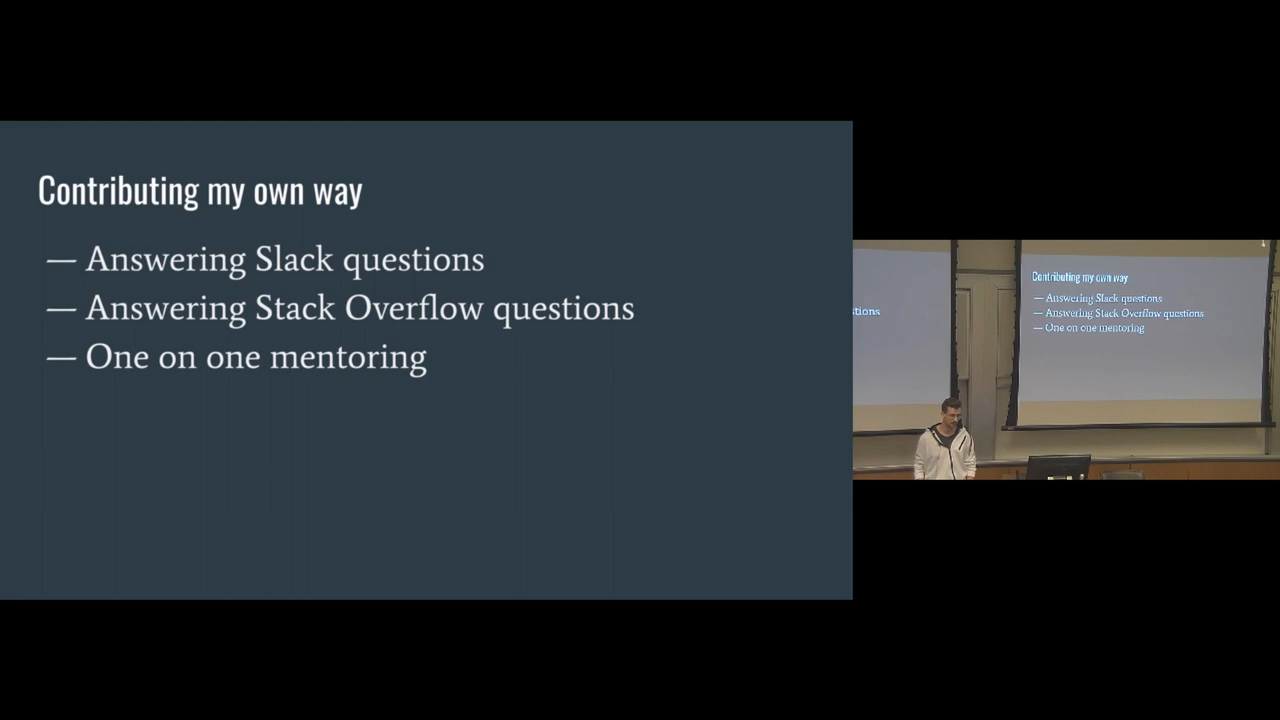 Contributing my own way
— Answering Slack questions
— Answering Stack Overflow questions
— One on one mentoring
stions
Contributing my own way
— Answering Slack questions
— Answering Stack Overflow questions
— One on one mentoring